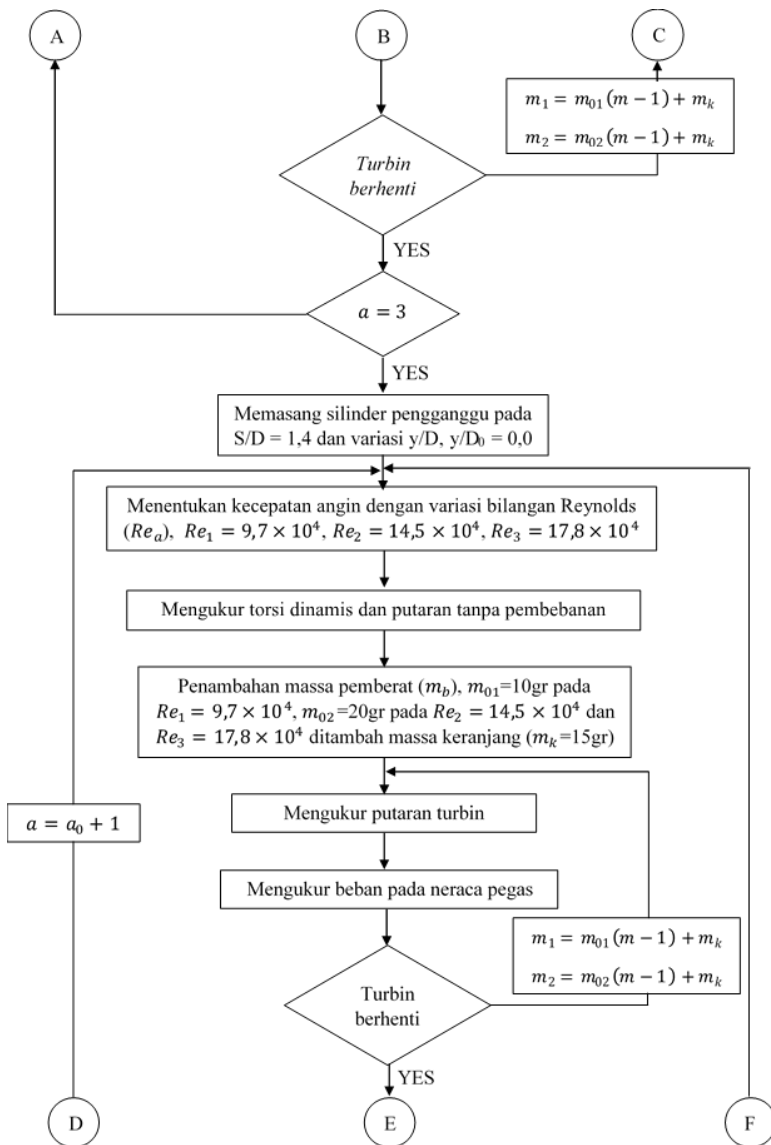 A
B
C
m₁ = m₀₁(m − 1) + mₖ
m₂ = m₀₂(m − 1) + mₖ
Turbin
berhenti
YES
a = 3
YES
Memasang silinder pengganggu pada
S/D = 1,4 dan variasi y/D, y/D₀ = 0,0
Menentukan kecepatan angin dengan variasi bilangan Reynolds
(Reₐ), Re₁ = 9,7 × 10⁴, Re₂ = 14,5 × 10⁴, Re₃ = 17,8 × 10⁴
Mengukur torsi dinamis dan putaran tanpa pembebanan
Penambahan massa pemberat (m_b), m₀₁=10gr pada
Re₁ = 9,7 × 10⁴, m₀₂=20gr pada Re₂ = 14,5 × 10⁴ dan
Re₃ = 17,8 × 10⁴ ditambah massa keranjang (mₖ=15gr)
a = a₀ + 1
Mengukur putaran turbin
Mengukur beban pada neraca pegas
m₁ = m₀₁(m − 1) + mₖ
m₂ = m₀₂(m − 1) + mₖ
Turbin
berhenti
YES
D
E
F